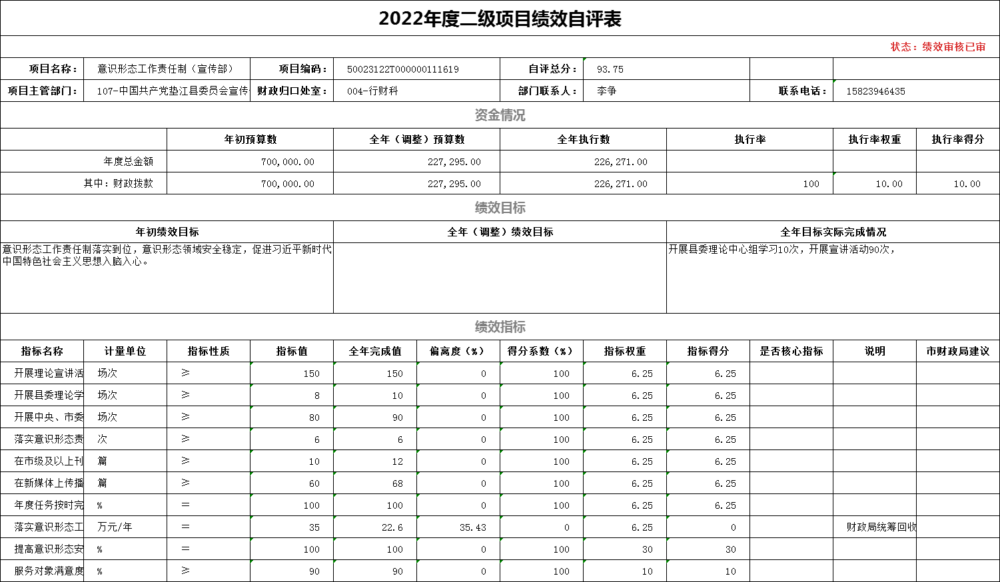 2022年度二级项目绩效自评表
状态：绩效审核已审
项目名称： 意识形态工作责任制（宣传部） 项目编码： 50023122T000000111619 自评总分： 93.75
项目主管部门： 107-中国共产党垫江县委员会宣传 财政归口处室： 004-行财科 部门联系人： 李争 联系电话： 15823946435
资金情况
年初预算数 全年（调整）预算数 全年执行数 执行率 执行率权重 执行率得分
年度总金额 700,000.00 227,295.00 226,271.00
其中：财政拨款 700,000.00 227,295.00 226,271.00 100 10.00 10.00
绩效目标
年初绩效目标 全年（调整）绩效目标 全年目标实际完成情况
意识形态工作责任制落实到位，意识形态领域安全稳定，促进习近平新时代 开展县委理论中心组学习10次，开展宣讲活动90次，
中国特色社会主义思想入脑入心。
绩效指标
指标名称 计量单位 指标性质 指标值 全年完成值 偏离度（%） 得分系数（%） 指标权重 指标得分 是否核心指标 说明 市财政局建议
开展理论宣讲活 场次 ≥ 150 150 0 100 6.25 6.25
开展县委理论学 场次 ≥ 8 10 0 100 6.25 6.25
开展中央、市委 场次 ≥ 80 90 0 100 6.25 6.25
落实意识形态责 次 ≥ 6 6 0 100 6.25 6.25
在市级及以上刊 篇 ≥ 10 12 0 100 6.25 6.25
在新媒体上传播 篇 ≥ 60 68 0 100 6.25 6.25
年度任务按时完 % ＝ 100 100 0 100 6.25 6.25
落实意识形态工 万元/年 ＝ 35 22.6 35.43 0 6.25 0 财政局统筹回收
提高意识形态安 % ＝ 100 100 0 100 30 30
服务对象满意度 % ≥ 90 90 0 100 10 10